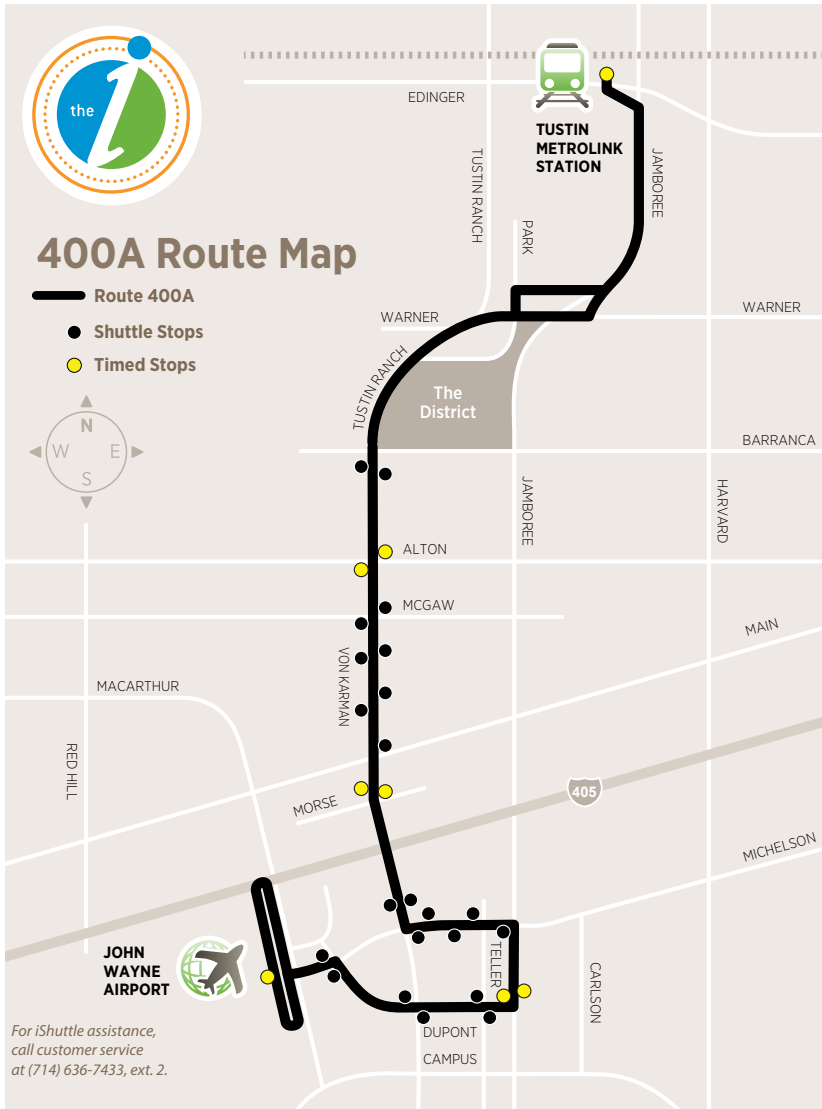 the i
EDINGER
TUSTIN
METROLINK
STATION
TUSTIN RANCH
JAMBOREE
PARK
400A Route Map
Route 400A
Shuttle Stops
Timed Stops
WARNER
WARNER
TUSTIN RANCH
The
District
N
W E
S
BARRANCA
JAMBOREE
HARVARD
ALTON
MCGAW
MAIN
VON KARMAN
MACARTHUR
RED HILL
405
MORSE
MICHELSON
JOHN
WAYNE
AIRPORT
TELLER
CARLSON
DUPONT
CAMPUS
For iShuttle assistance,
call customer service
at (714) 636-7433, ext. 2.